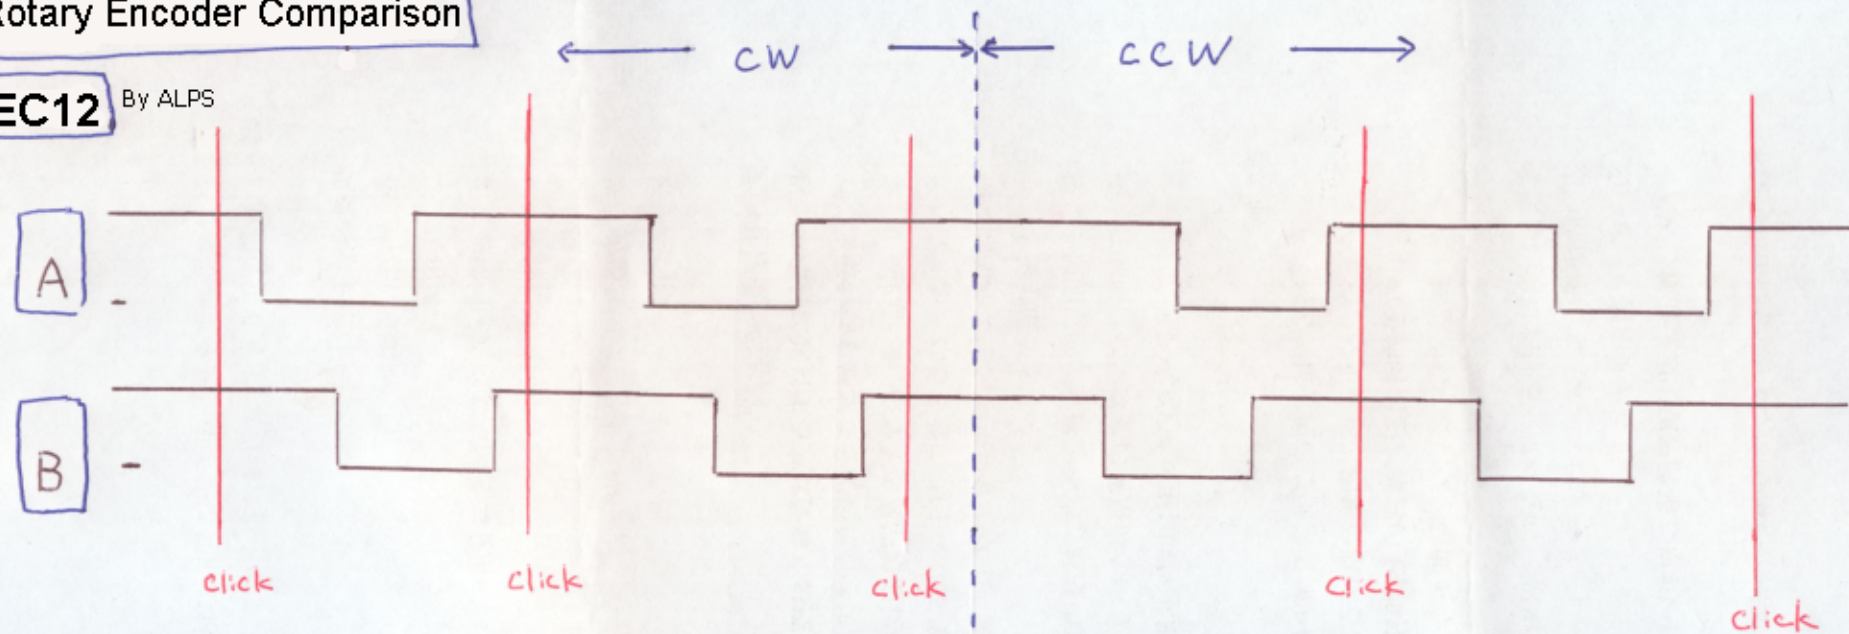 Rotary Encoder Comparison
CW CCW
EC12 By ALPS
A -
B -
click click click click click